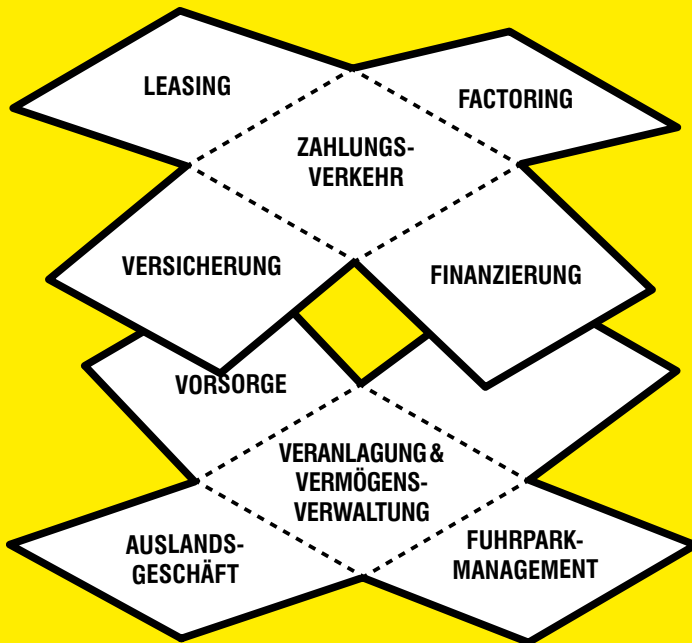 LEASING
FACTORING
ZAHLUNGS-
VERKEHR
VERSICHERUNG
FINANZIERUNG
VORSORGE
VERANLAGUNG &
VERMÖGENS-
VERWALTUNG
AUSLANDS-
GESCHÄFT
FUHRPARK-
MANAGEMENT